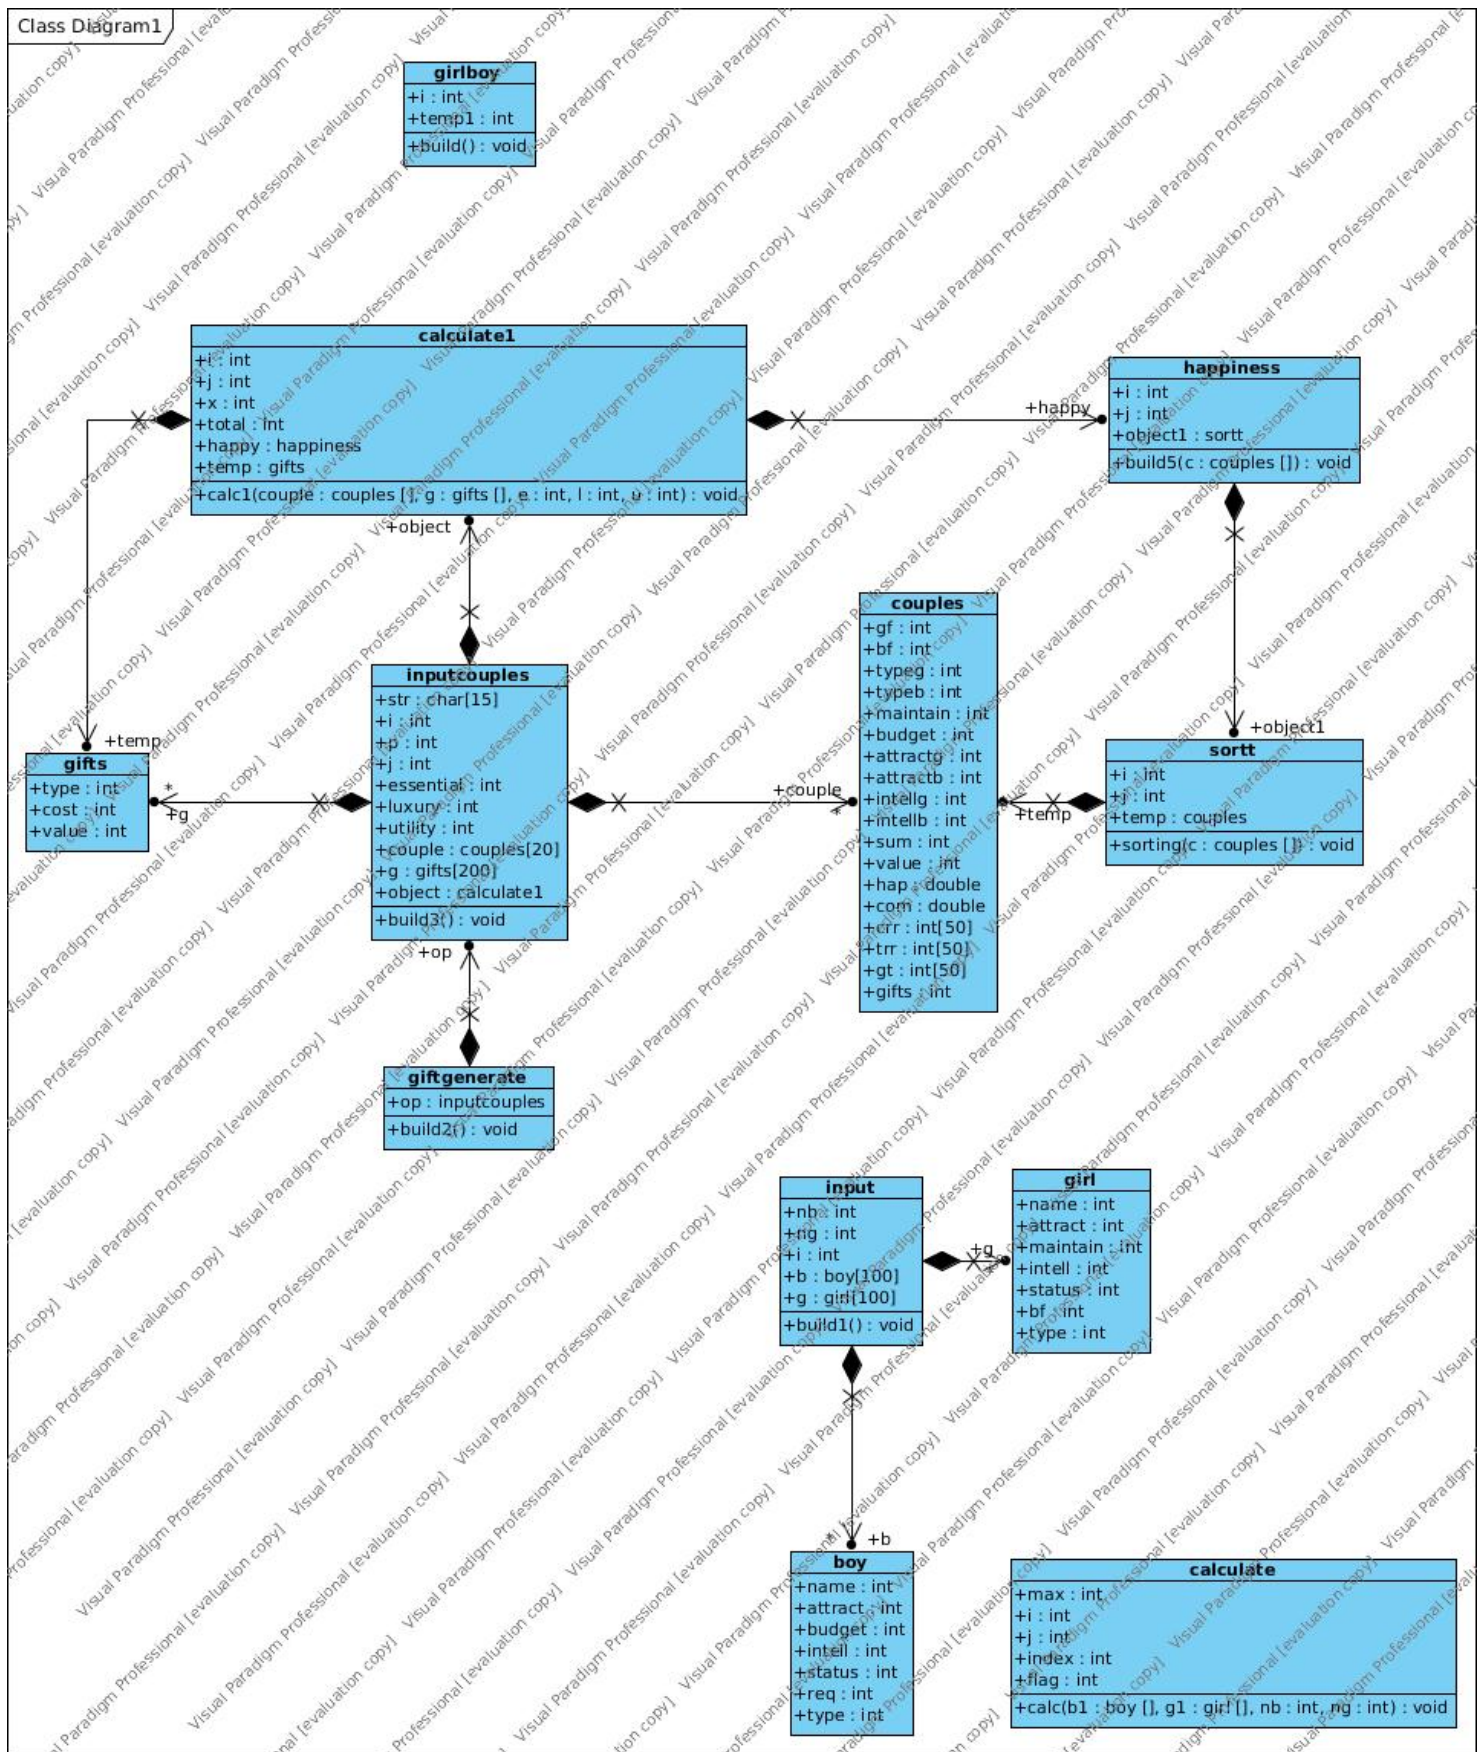 Class Diagram1
girlboy
+i : int
+temp1 : int
+build() : void
calculate1
+i : int
+j : int
+x : int
+total : int
+happy : happiness
+temp : gifts
+calc1(couple : couples [], g : gifts [], e : int, l : int, u : int) : void
+happy
happiness
+i : int
+j : int
+object1 : sortt
+build5(c : couples []) : void
+object
couples
+gf : int
+bf : int
+typeg : int
+typeb : int
+maintain : int
+budget : int
+attractg : int
+attractb : int
+intellg : int
+intellb : int
+sum : int
+value : int
+hap : double
+com : double
+trr : int[50]
+gt : int[50]
+gifts : int
inputcouples
+str : char[15]
+i : int
+p : int
+j : int
+essential : int
+luxury : int
+utility : int
+couple : couples[20]
+g : gifts[200]
+object : calculate1
+build3() : void
+temp
gifts
+type : int
+cost : int
+value : int
*
+g
+couple
*
+object1
sortt
+i : int
+j : int
+temp : couples
+sorting(c : couples []) : void
+temp
+op
giftgenerate
+op : inputcouples
+build2() : void
input
+nb : int
+ng : int
+i : int
+b : boy[100]
+g : girl[100]
+build1() : void
+g
*
girl
+name : int
+attract : int
+maintain : int
+intell : int
+status : int
+bf : int
+type : int
*
+b
boy
+name : int
+attract : int
+budget : int
+intell : int
+status : int
+req : int
+type : int
calculate
+max : int
+i : int
+j : int
+index : int
+flag : int
+calc(b1 : boy [], g1 : girl [], nb : int, ng : int) : void
Visual Paradigm Professional [evaluation copy]